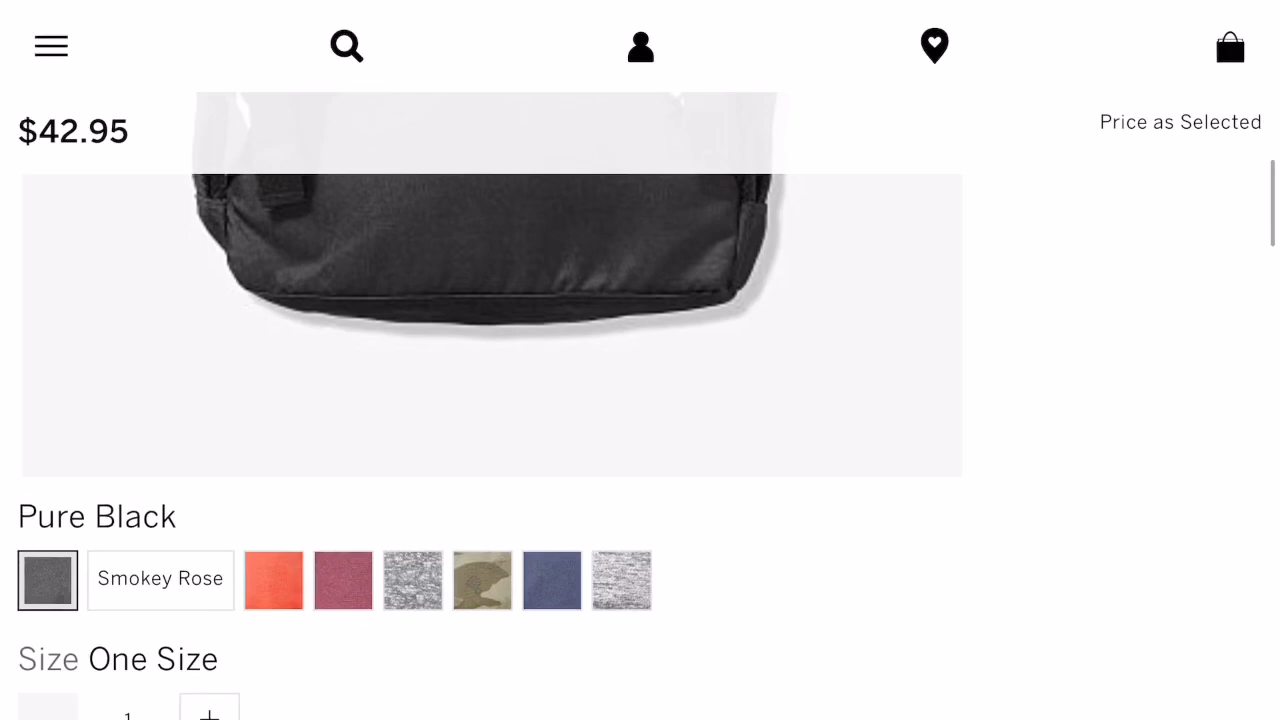 $42.95
Price as Selected
Pure Black
Smokey Rose
Size One Size
1